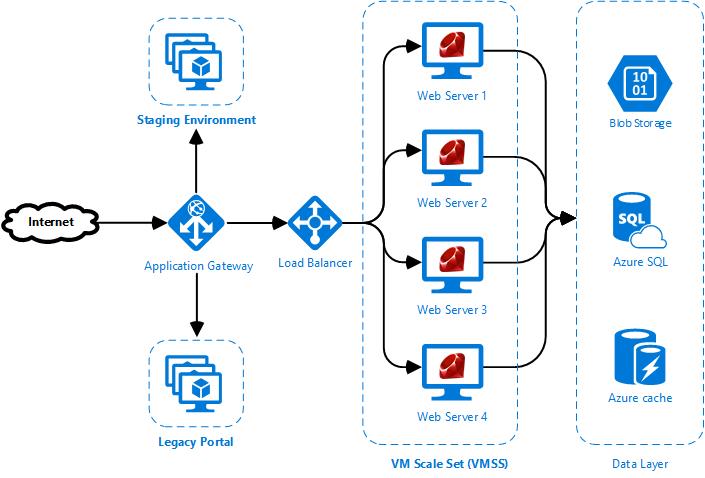 Staging Environment
Internet
Application Gateway
Load Balancer
Legacy Portal
Web Server 1
Web Server 2
Web Server 3
Web Server 4
VM Scale Set (VMSS)
10
01
Blob Storage
SQL
Azure SQL
Azure cache
Data Layer